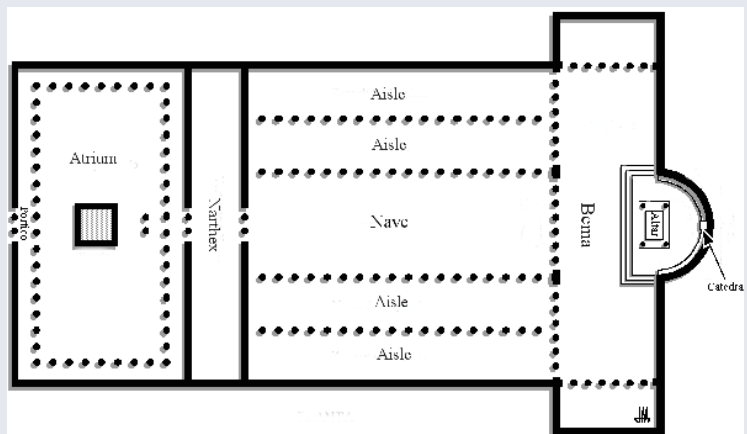 Aisle
Aisle
Atrium
Portico
Narthex
Nave
Bema
Altar
Catedra
Aisle
Aisle